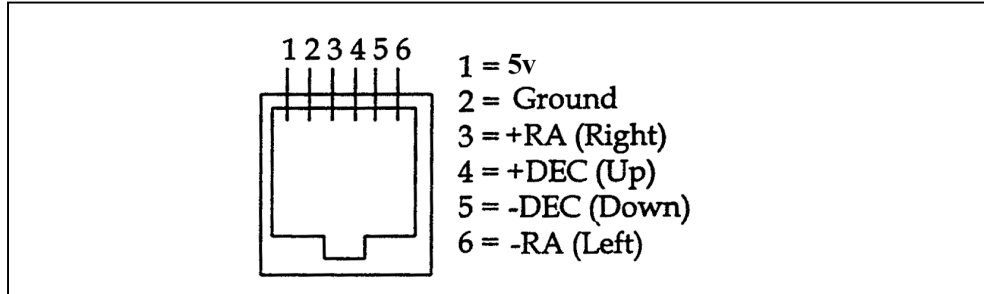 1 2 3 4 5 6
1 = 5v
2 = Ground
3 = +RA (Right)
4 = +DEC (Up)
5 = -DEC (Down)
6 = -RA (Left)